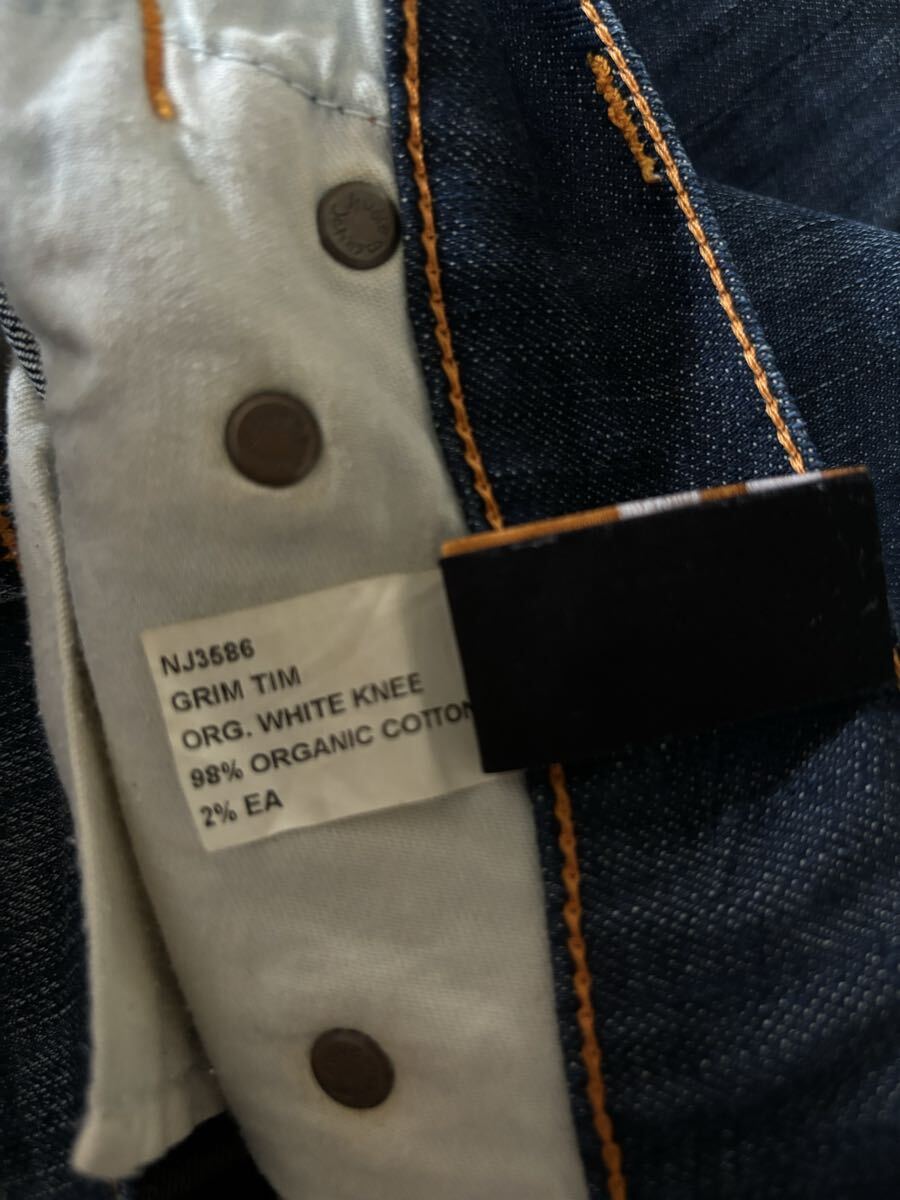 NJ3586
GRIM TIM
ORG. WHITE KNEE
98% ORGANIC COTTON
2% EA